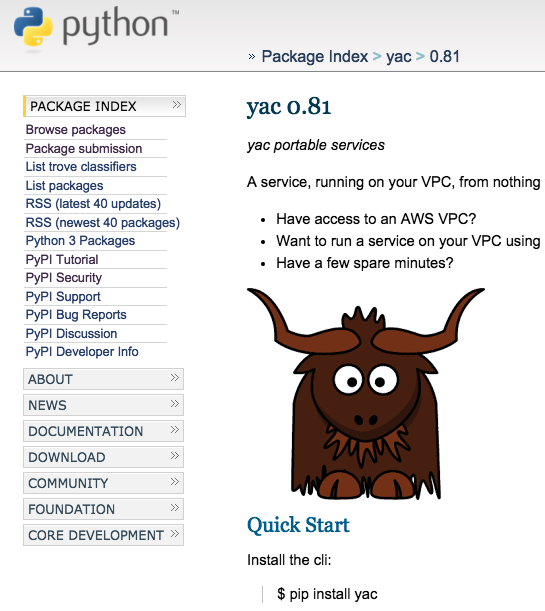 python™
» Package Index > yac > 0.81
PACKAGE INDEX »
Browse packages
Package submission
List trove classifiers
List packages
RSS (latest 40 updates)
RSS (newest 40 packages)
Python 3 Packages
PyPI Tutorial
PyPI Security
PyPI Support
PyPI Bug Reports
PyPI Discussion
PyPI Developer Info
ABOUT »
NEWS »
DOCUMENTATION »
DOWNLOAD »
COMMUNITY »
FOUNDATION »
CORE DEVELOPMENT »
yac 0.81
yac portable services
A service, running on your VPC, from nothing
• Have access to an AWS VPC?
• Want to run a service on your VPC using
• Have a few spare minutes?
Quick Start
Install the cli:
$ pip install yac